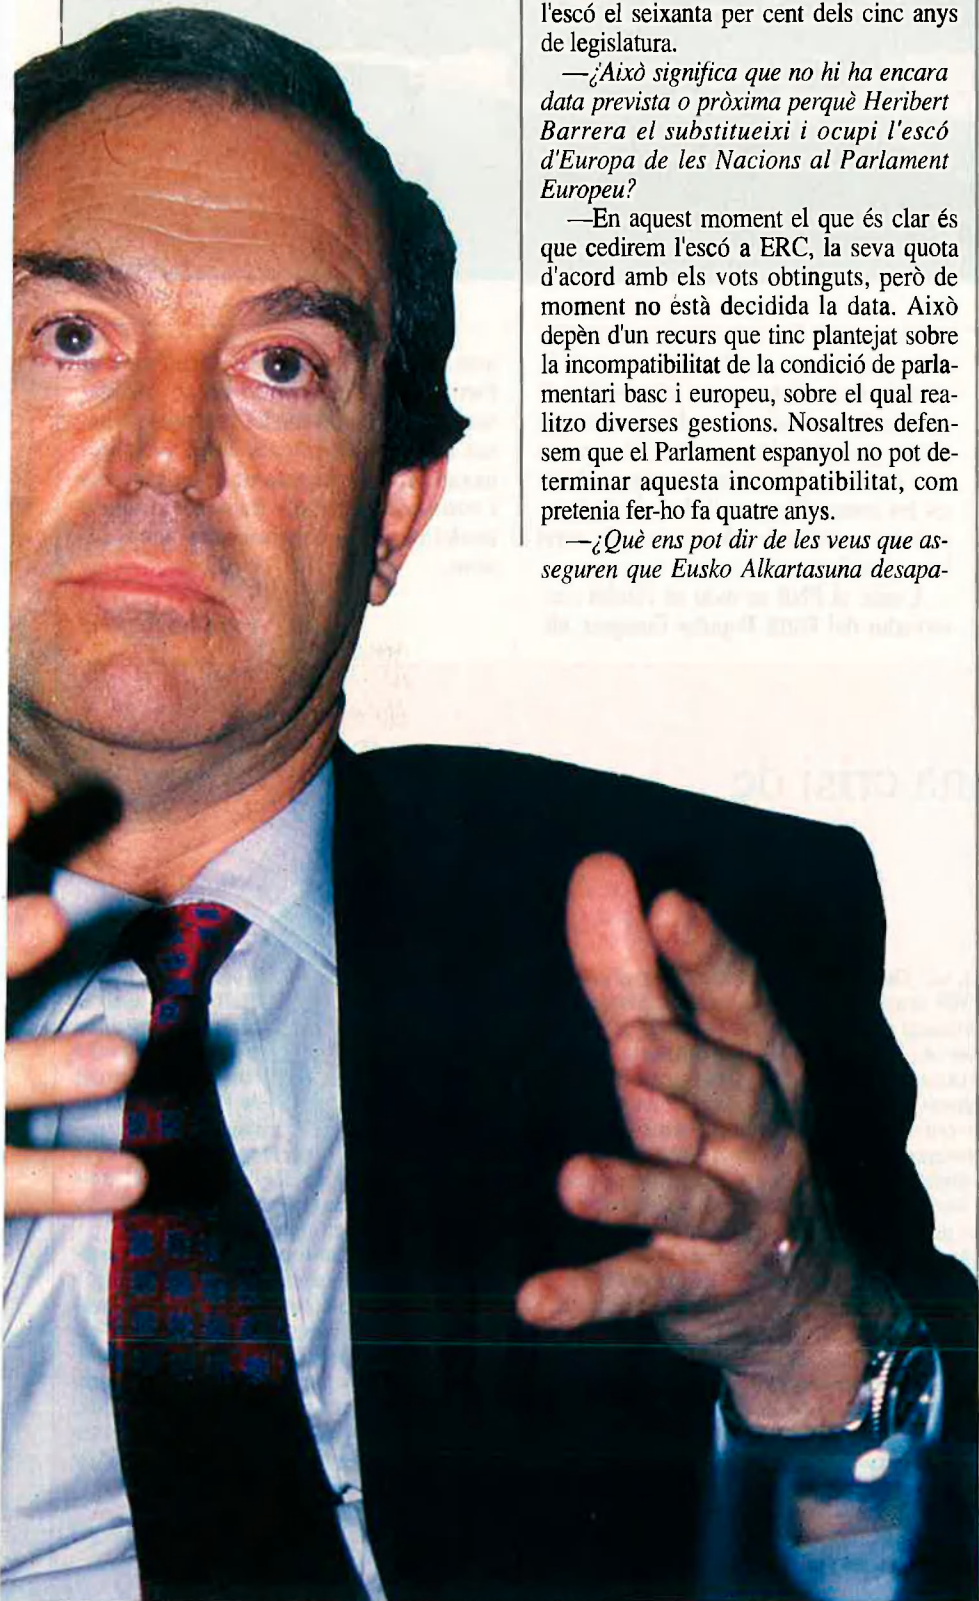 l'escó el seixanta per cent dels cinc anys
de legislatura.
—¿Això significa que no hi ha encara
data prevista o pròxima perquè Heribert
Barrera el substitueixi i ocupi l'escó
d'Europa de les Nacions al Parlament
Europeu?
—En aquest moment el que és clar és
que cedirem l'escó a ERC, la seva quota
d'acord amb els vots obtinguts, però de
moment no està decidida la data. Això
depèn d'un recurs que tinc plantejat sobre
la incompatibilitat de la condició de parla-
mentari basc i europeu, sobre el qual rea-
litzo diverses gestions. Nosaltres defen-
sem que el Parlament espanyol no pot de-
terminar aquesta incompatibilitat, com
pretenia fer-ho fa quatre anys.
—¿Què ens pot dir de les veus que as-
seguren que Eusko Alkartasuna desapa-